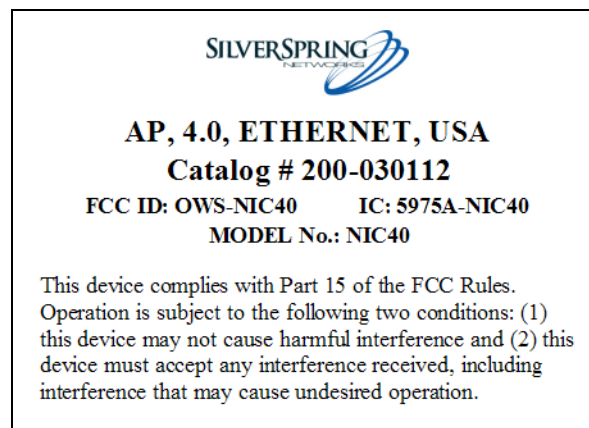 SILVERSPRING
NETWORKS
AP, 4.0, ETHERNET, USA
Catalog # 200-030112
FCC ID: OWS-NIC40 IC: 5975A-NIC40
MODEL No.: NIC40
This device complies with Part 15 of the FCC Rules.
Operation is subject to the following two conditions: (1)
this device may not cause harmful interference and (2) this
device must accept any interference received, including
interference that may cause undesired operation.